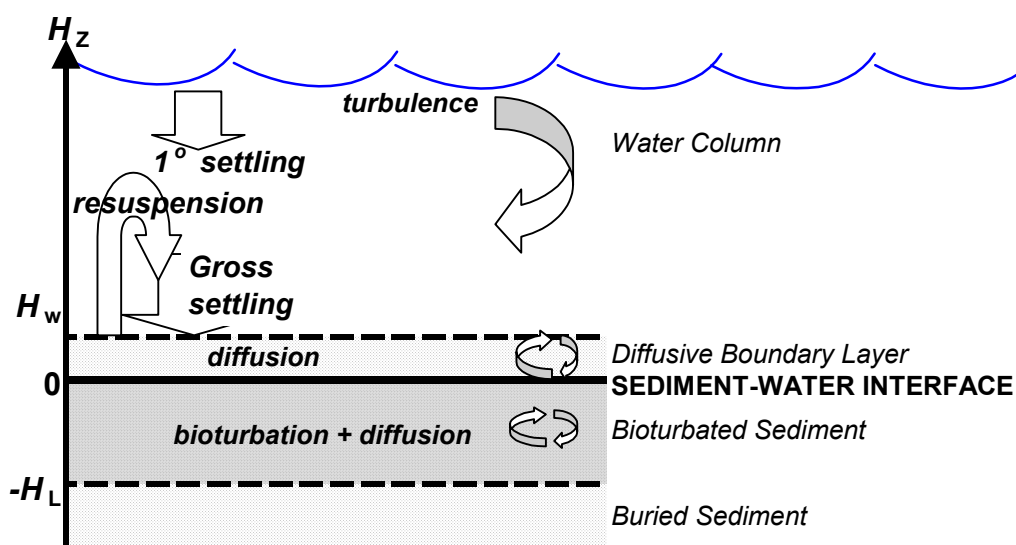 H Z
turbulence
Water Column
1° settling
resuspension
Gross
settling
H w
diffusion
Diffusive Boundary Layer
0
SEDIMENT-WATER INTERFACE
bioturbation + diffusion
Bioturbated Sediment
-H L
Buried Sediment